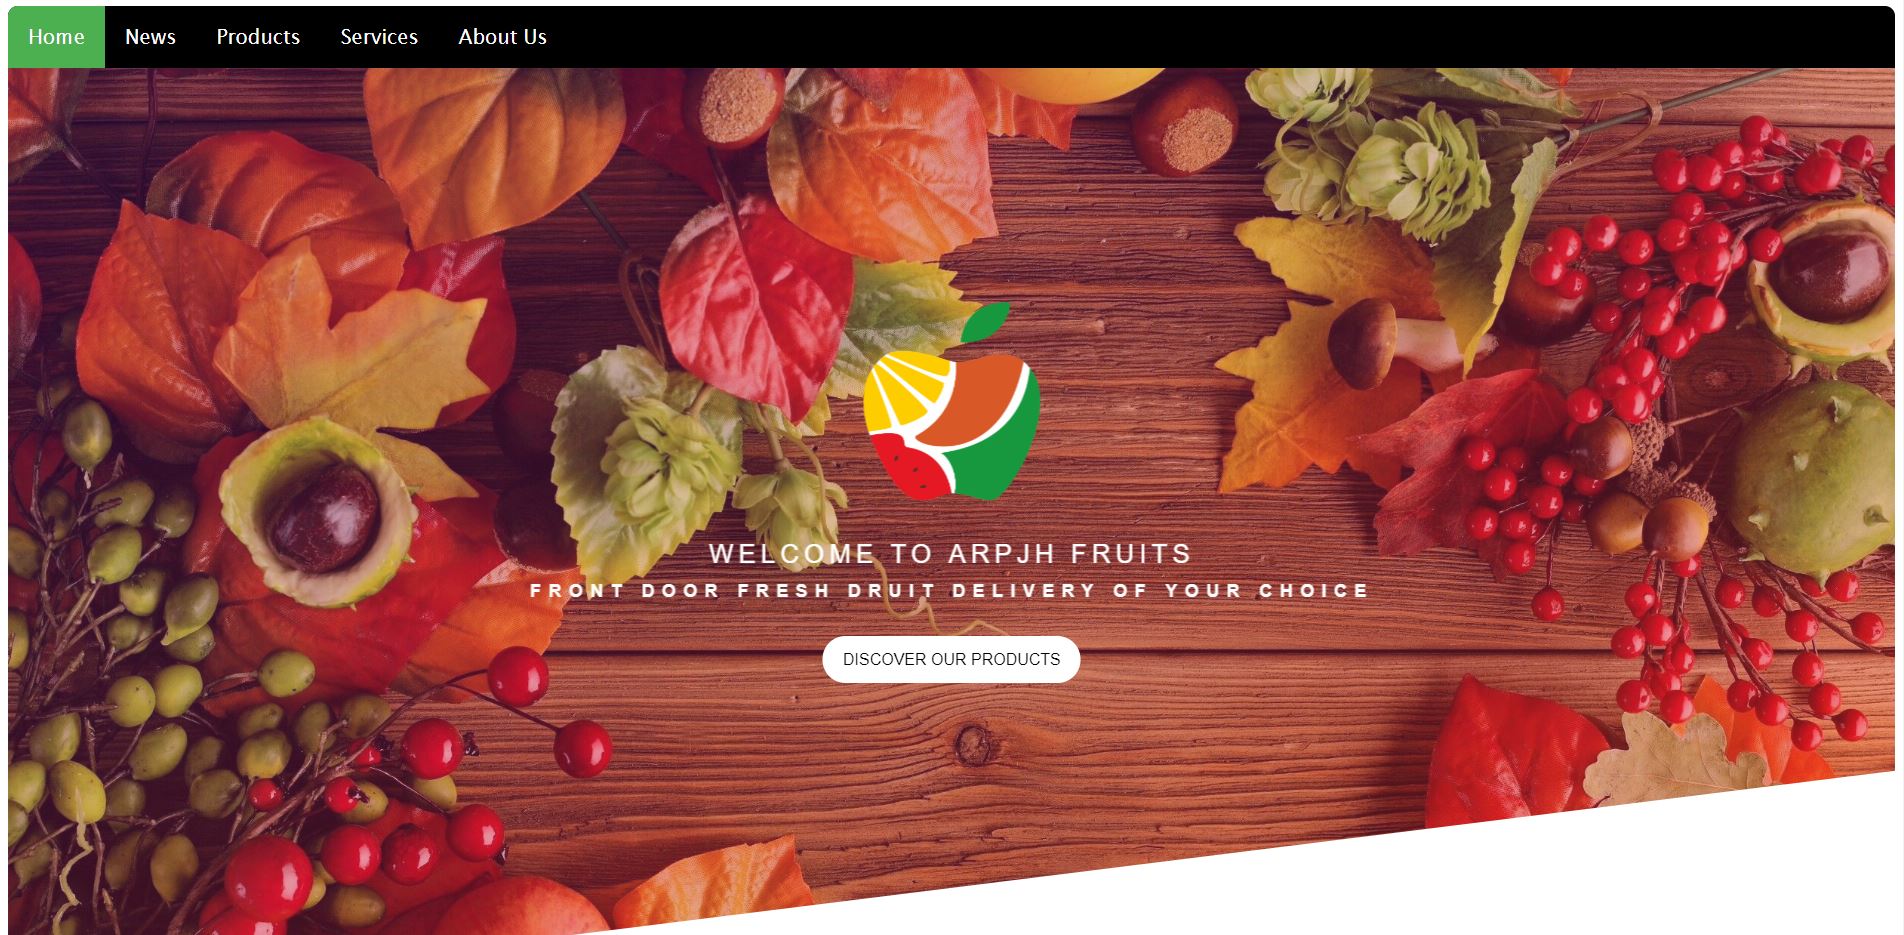 Home News Products Services About Us
WELCOME TO ARPJH FRUITS
FRONT DOOR FRESH DRUIT DELIVERY OF YOUR CHOICE
DISCOVER OUR PRODUCTS